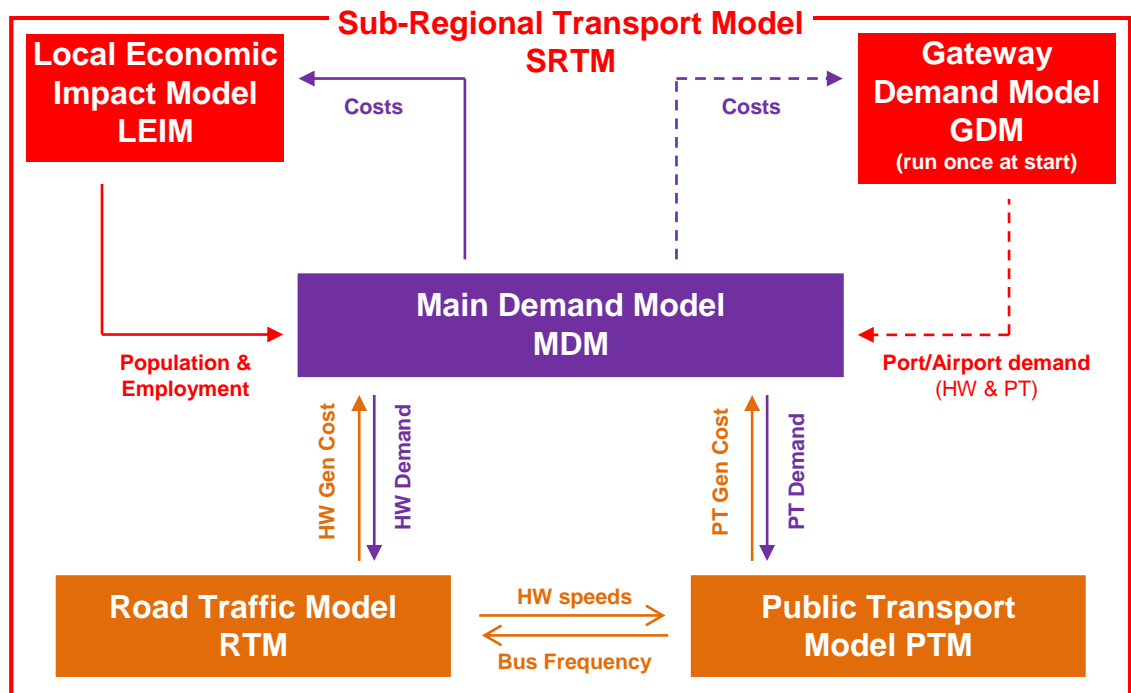 Sub-Regional Transport Model
SRTM
Local Economic
Impact Model
LEIM
Gateway
Demand Model
GDM
(run once at start)
Costs
Costs
Main Demand Model
MDM
Population &
Employment
Port/Airport demand
(HW & PT)
HW Gen Cost
HW Demand
PT Gen Cost
PT Demand
Road Traffic Model
RTM
HW speeds
Bus Frequency
Public Transport
Model PTM